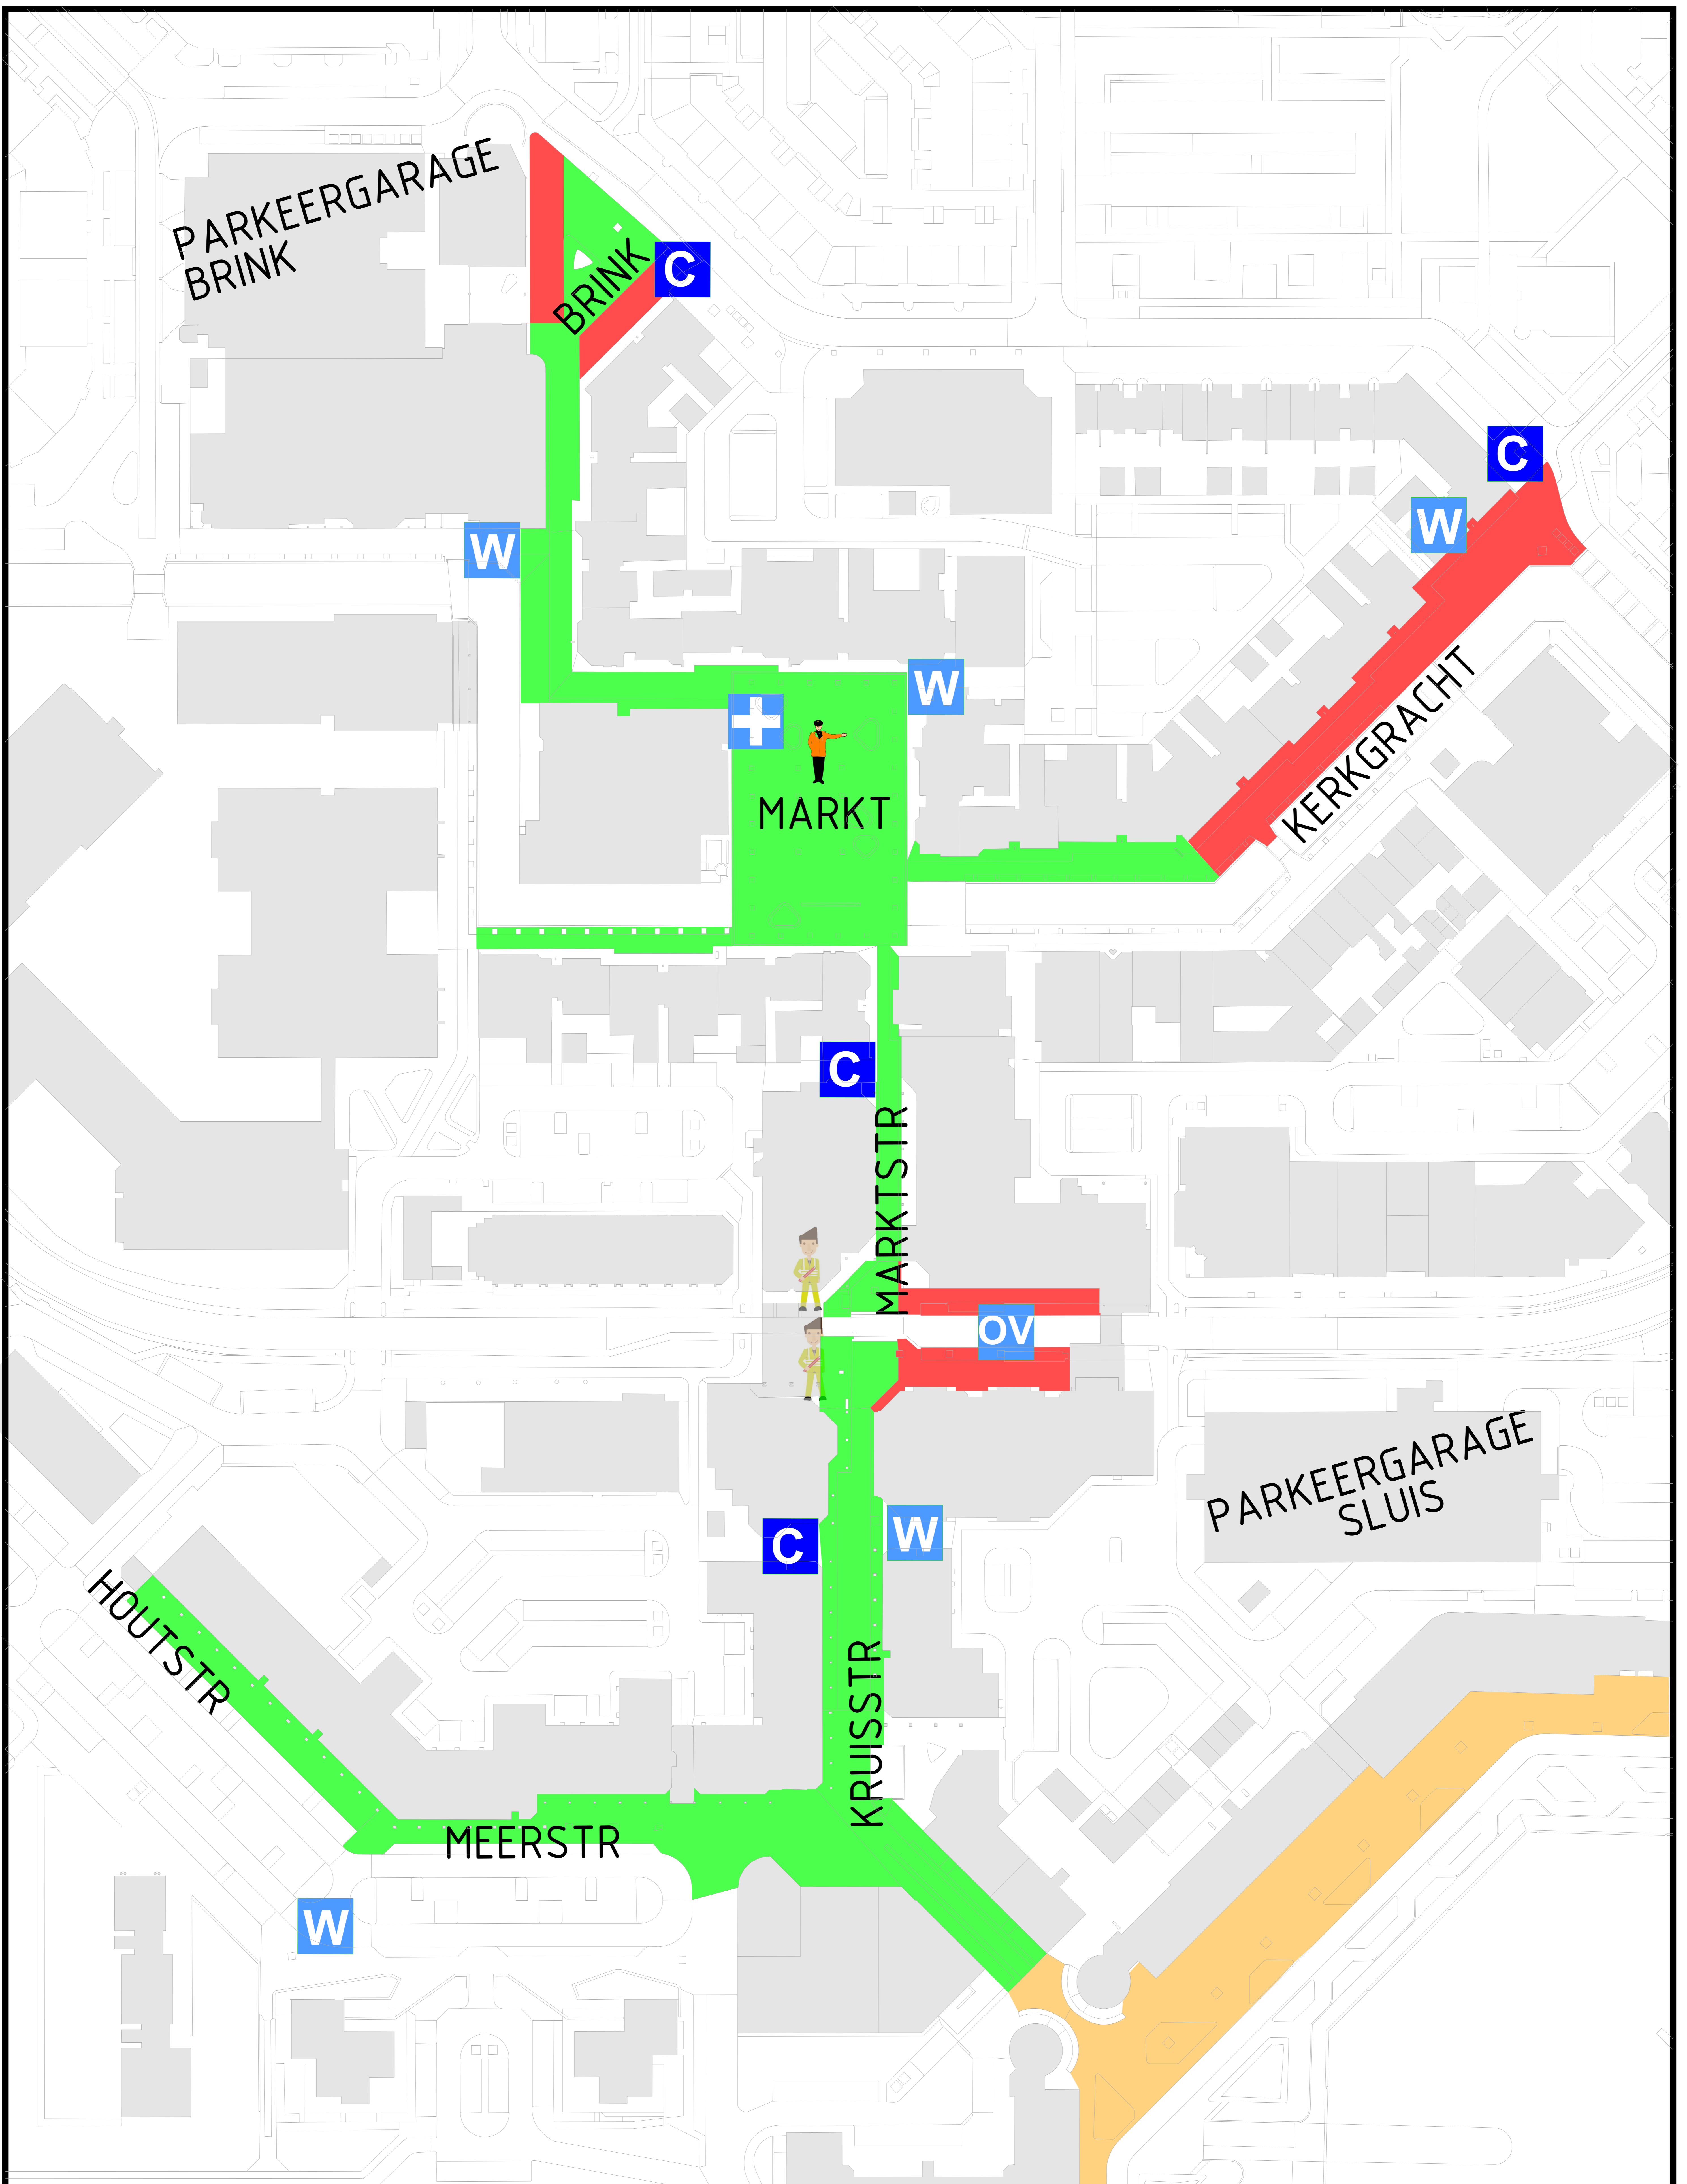 PARKEERGARAGE
BRINK
BRINK
C
C
W
W
W
KERKGRACHT
MARKT
C
MARKTSTR
OV
PARKEERGARAGE
SLUIS
C
W
HOUTSTR
KRUISSTR
MEERSTR
W